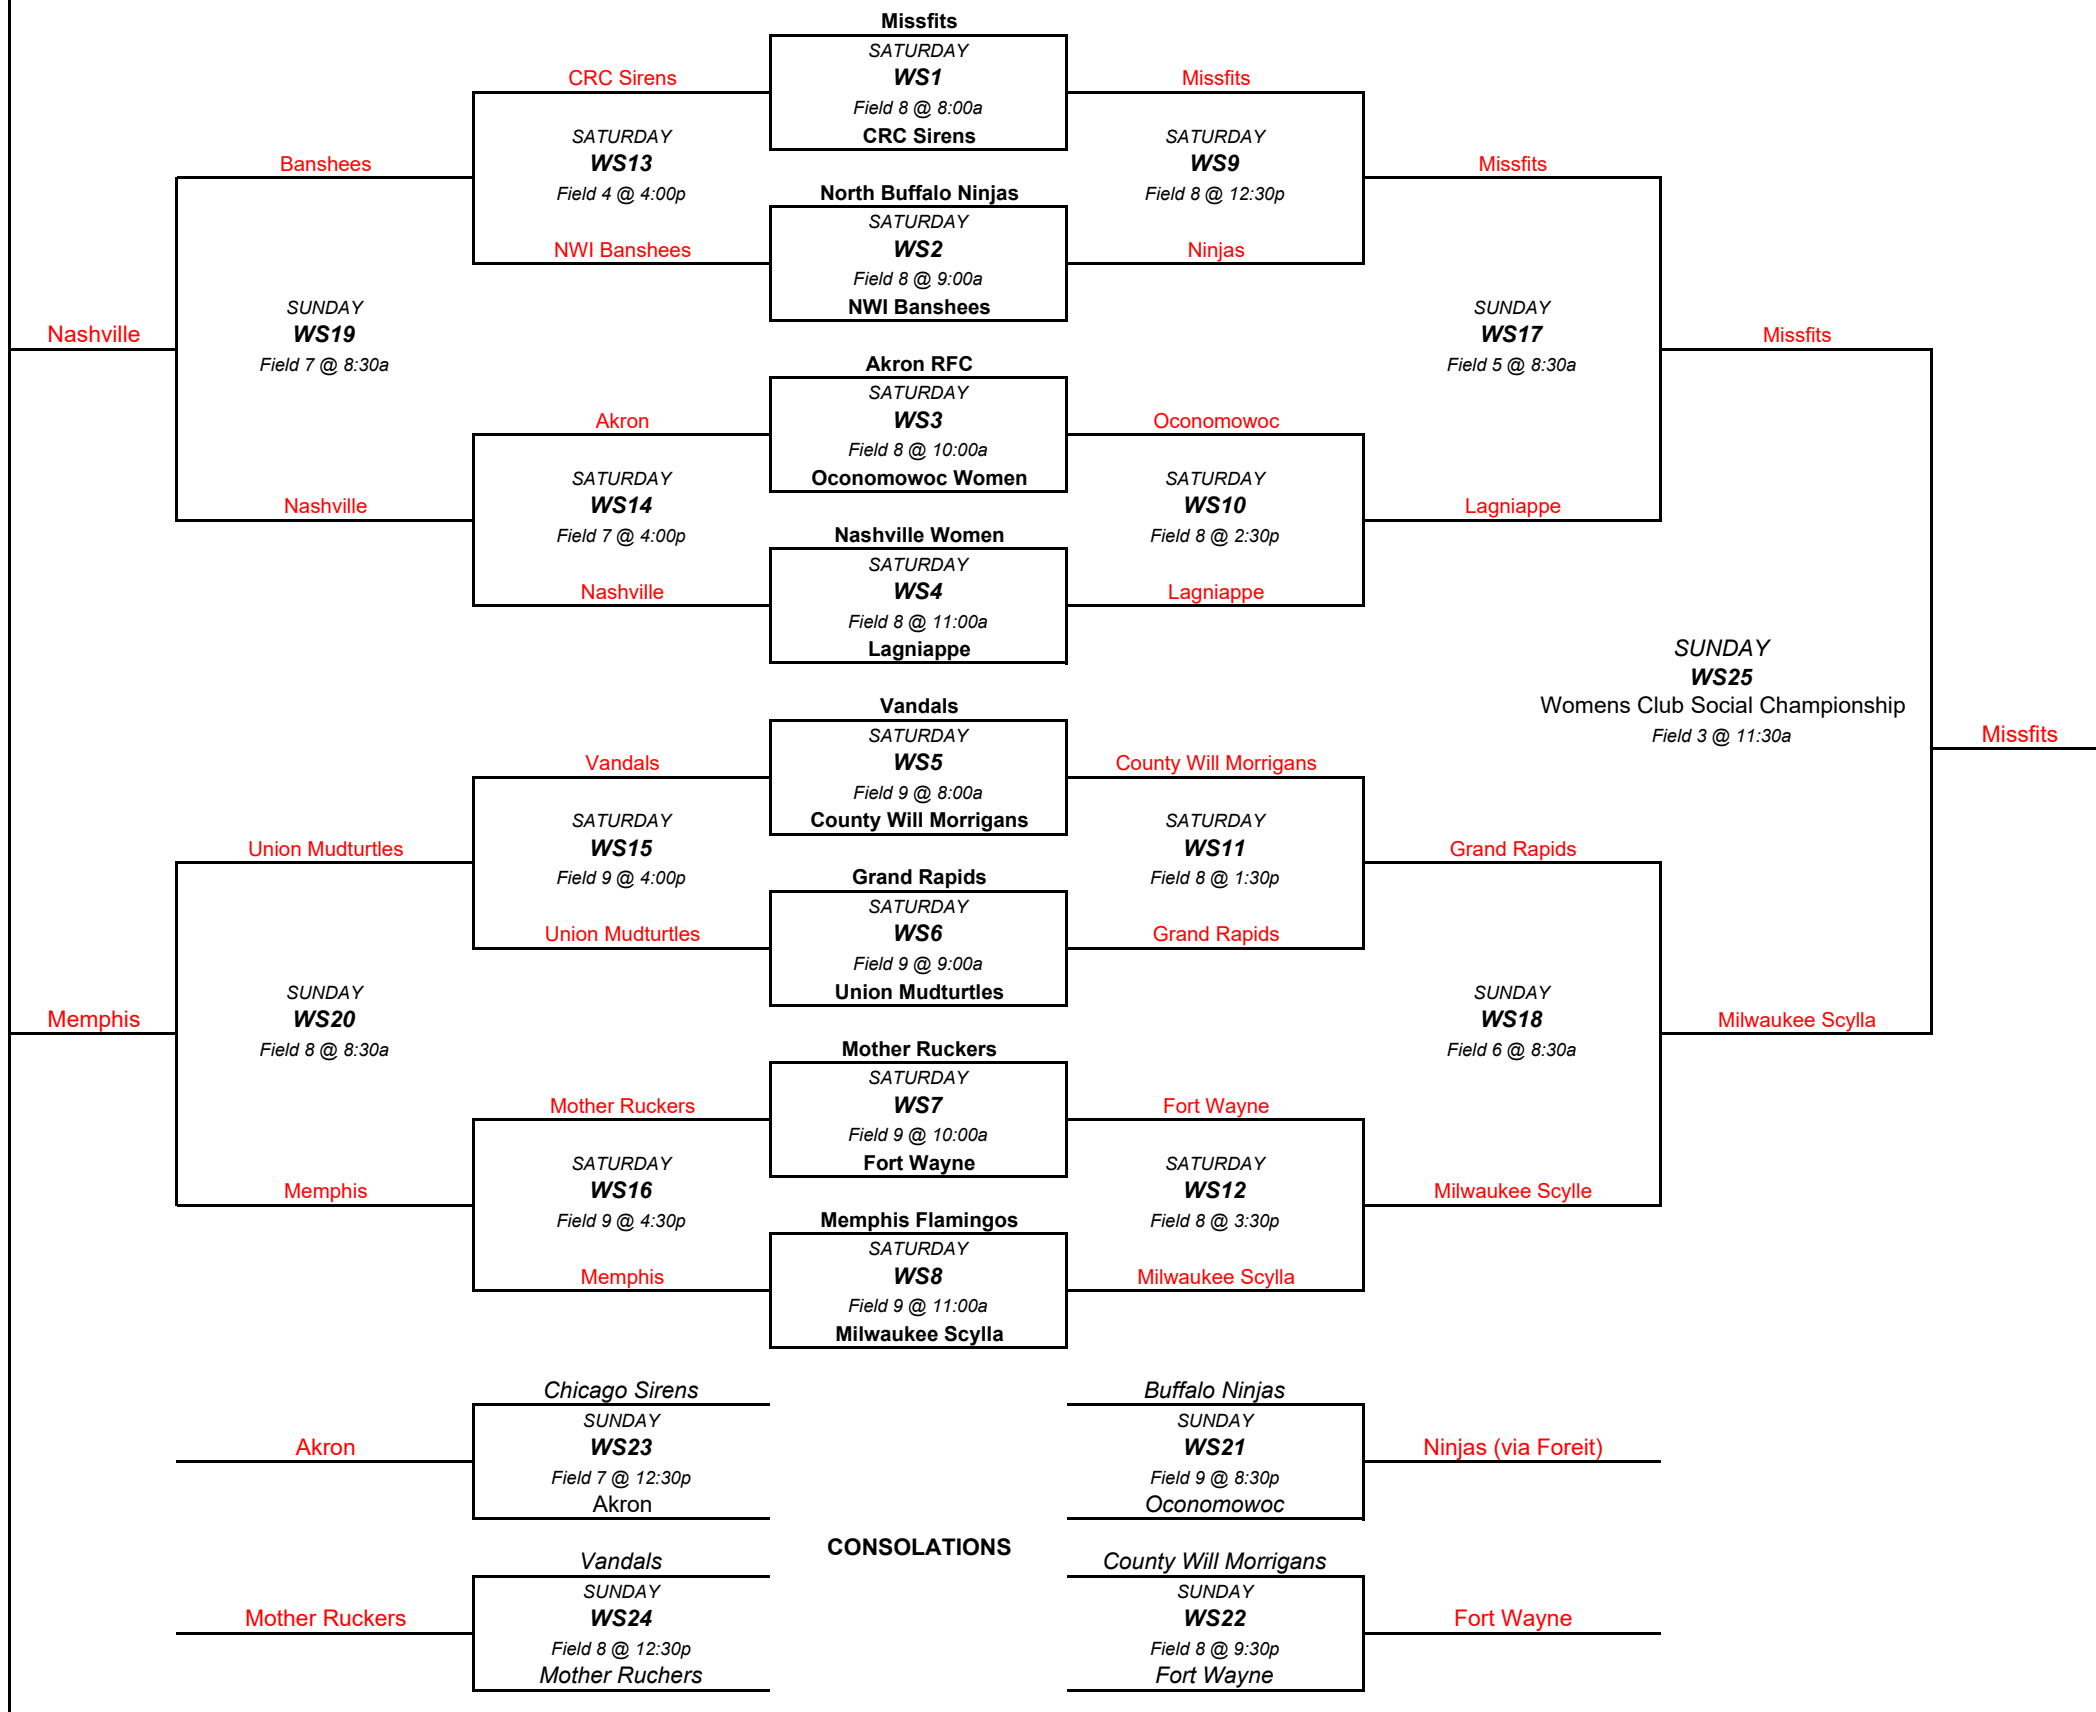 Missfits
SATURDAY
CRC Sirens
WS1
Missfits
Field 8 @ 8:00a
SATURDAY
CRC Sirens
SATURDAY
Banshees
WS13
WS9
Missfits
Field 4 @ 4:00p
North Buffalo Ninjas
Field 8 @ 12:30p
SATURDAY
NWI Banshees
WS2
Ninjas
Field 8 @ 9:00a
SUNDAY
NWI Banshees
SUNDAY
Nashville
WS19
WS17
Missfits
Field 7 @ 8:30a
Akron RFC
Field 5 @ 8:30a
SATURDAY
Akron
WS3
Oconomowoc
Field 8 @ 10:00a
SATURDAY
Oconomowoc Women
SATURDAY
Nashville
WS14
WS10
Lagniappe
Field 7 @ 4:00p
Nashville Women
Field 8 @ 2:30p
SATURDAY
Nashville
WS4
Lagniappe
Field 8 @ 11:00a
Lagniappe
SUNDAY
WS25
Vandals
Womens Club Social Championship
SATURDAY
Field 3 @ 11:30a
Missfits
Vandals
WS5
County Will Morrigans
Field 9 @ 8:00a
SATURDAY
County Will Morrigans
SATURDAY
Union Mudturtles
WS15
WS11
Grand Rapids
Field 9 @ 4:00p
Grand Rapids
Field 8 @ 1:30p
SATURDAY
Union Mudturtles
WS6
Grand Rapids
Field 9 @ 9:00a
SUNDAY
Union Mudturtles
SUNDAY
Memphis
WS20
WS18
Milwaukee Scylla
Field 8 @ 8:30a
Mother Ruckers
Field 6 @ 8:30a
SATURDAY
Mother Ruckers
WS7
Fort Wayne
Field 9 @ 10:00a
SATURDAY
Fort Wayne
SATURDAY
Memphis
WS16
WS12
Milwaukee Scylle
Field 9 @ 4:30p
Memphis Flamingos
Field 8 @ 3:30p
SATURDAY
Memphis
WS8
Milwaukee Scylla
Field 9 @ 11:00a
Milwaukee Scylla
Chicago Sirens
Buffalo Ninjas
SUNDAY
SUNDAY
Akron
WS23
WS21
Ninjas (via Foreit)
Field 7 @ 12:30p
Field 9 @ 8:30p
Akron
Oconomowoc
CONSOLATIONS
Vandals
County Will Morrigans
SUNDAY
SUNDAY
Mother Ruckers
WS24
WS22
Fort Wayne
Field 8 @ 12:30p
Field 8 @ 9:30p
Mother Ruchers
Fort Wayne